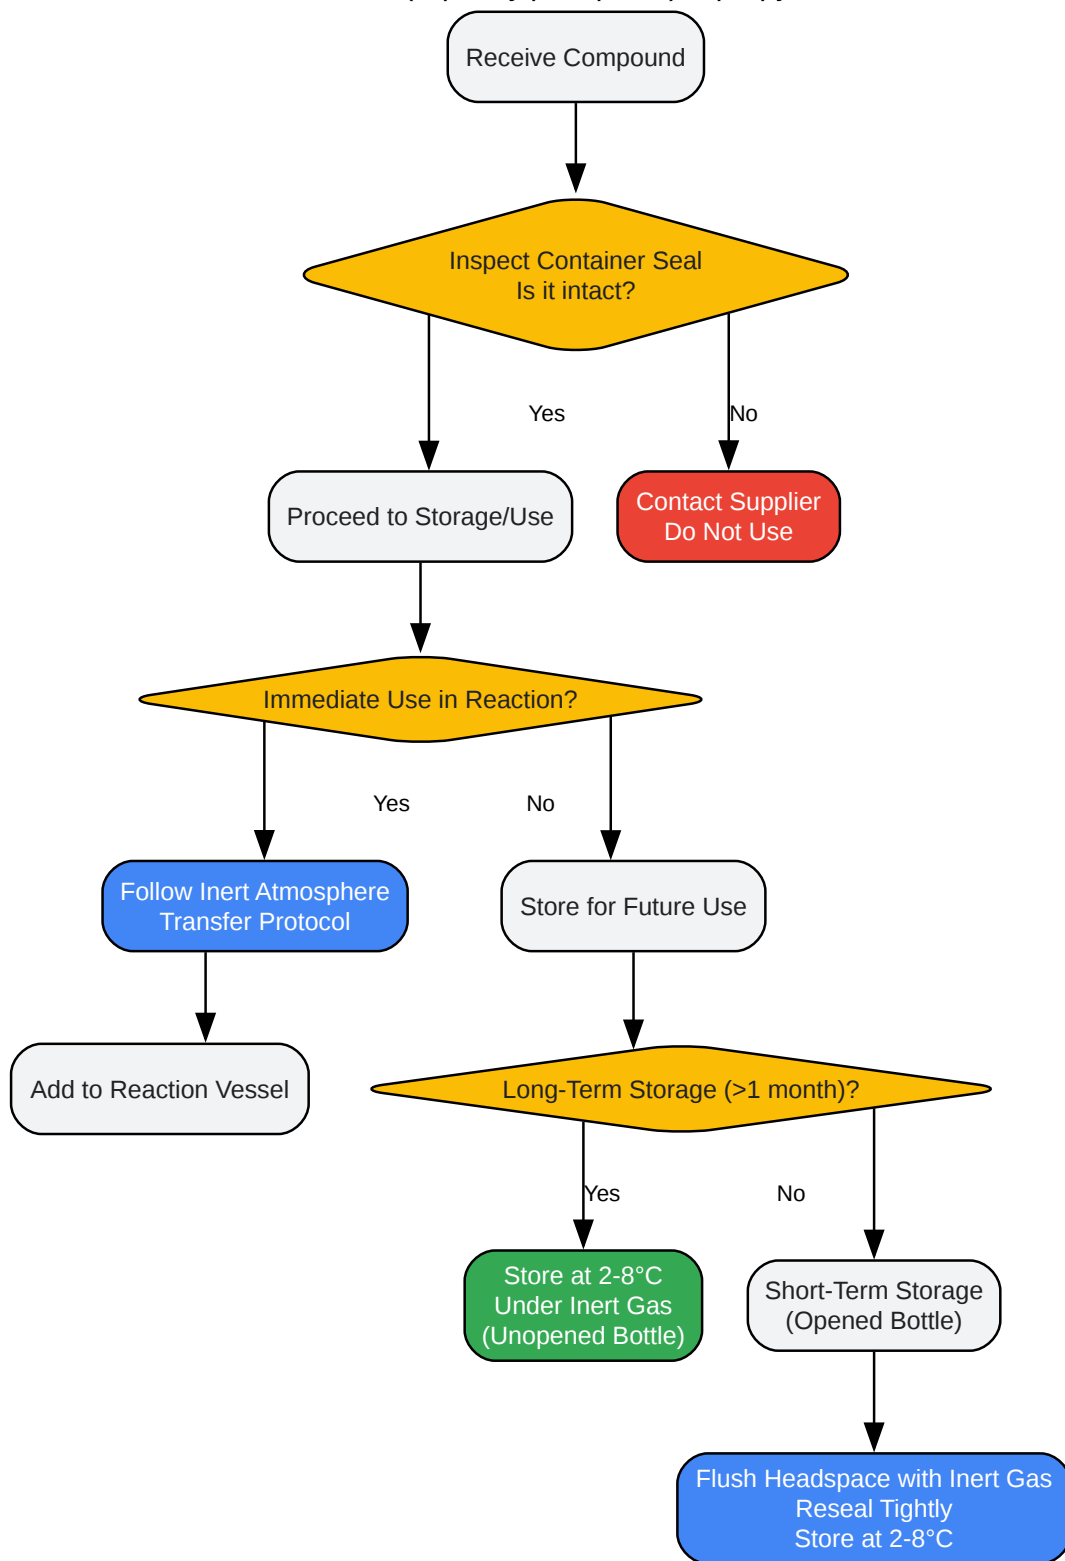 Receive Compound
Inspect Container Seal
Is it intact?
Yes
No
Proceed to Storage/Use
Contact Supplier
Do Not Use
Immediate Use in Reaction?
Yes
No
Follow Inert Atmosphere
Transfer Protocol
Store for Future Use
Add to Reaction Vessel
Long-Term Storage (>1 month)?
Yes
No
Store at 2-8°C
Under Inert Gas
(Unopened Bottle)
Short-Term Storage
(Opened Bottle)
Flush Headspace with Inert Gas
Reseal Tightly
Store at 2-8°C